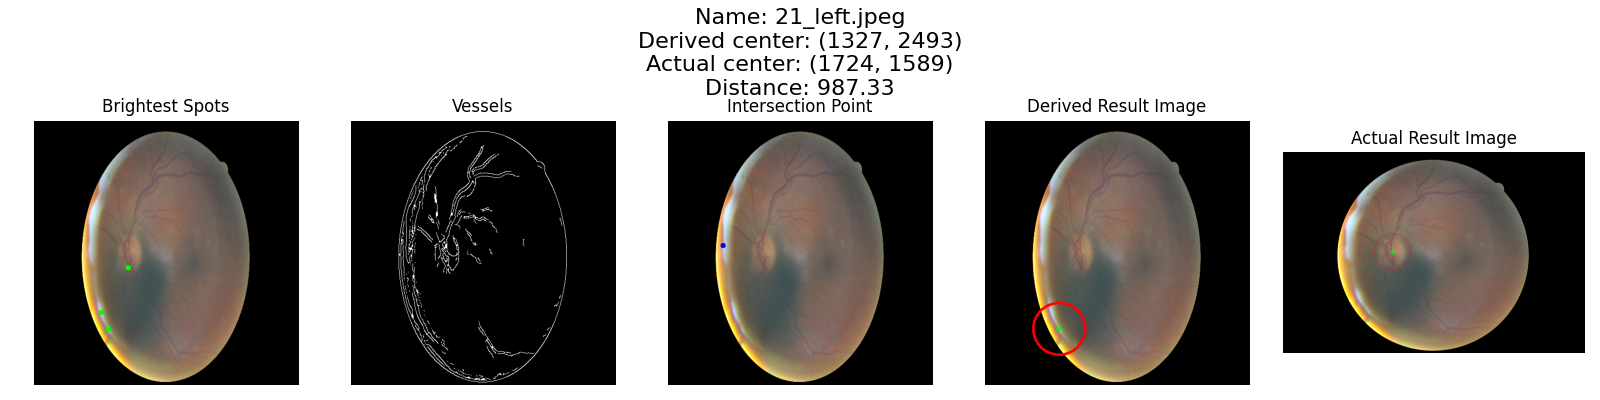 Name: 21_left.jpeg
Derived center: (1327, 2493)
Actual center: (1724, 1589)
Distance: 987.33
Brightest Spots
Vessels
Intersection Point
Derived Result Image
Actual Result Image